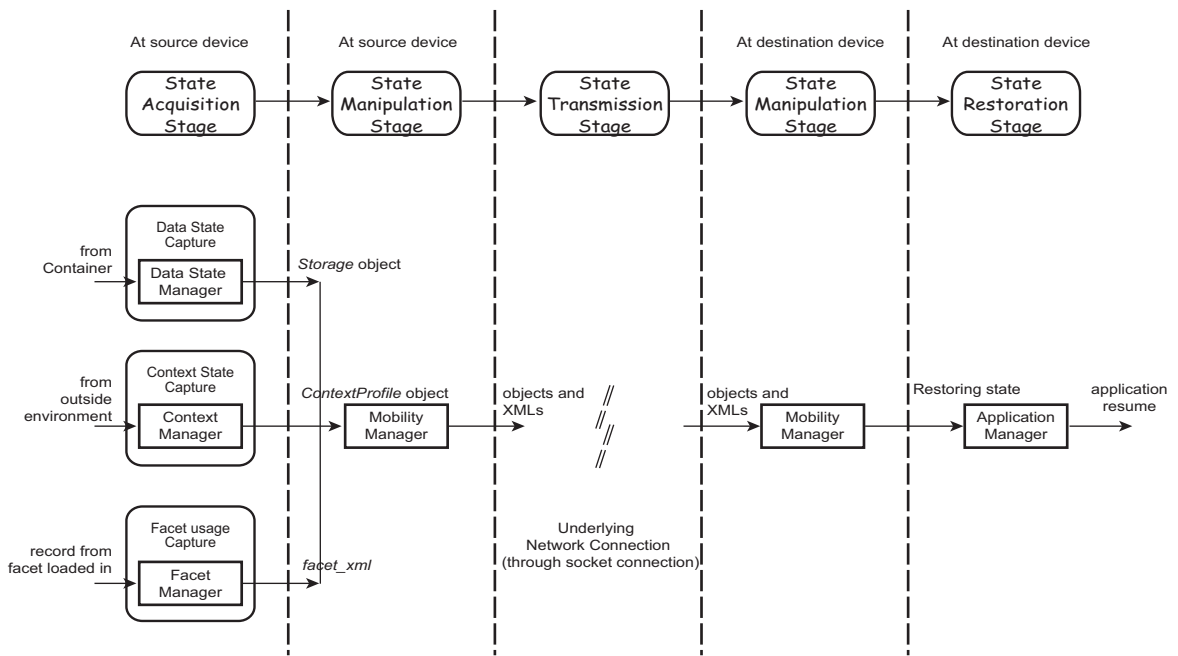 At source device
At source device
At destination device
At destination device
State
Acquisition
Stage
State
Manipulation
Stage
State
Transmission
Stage
State
Manipulation
Stage
State
Restoration
Stage
Data State
Capture
from
Container
Data State
Manager
Storage object
Context State
Capture
from
outside
environment
Context
Manager
ContextProfile object
Mobility
Manager
objects and
XMLs
objects and
XMLs
Mobility
Manager
Restoring state
Application
Manager
application
resume
Facet usage
Capture
record from
facet loaded in
Facet
Manager
facet_xml
Underlying
Network Connection
(through socket connection)